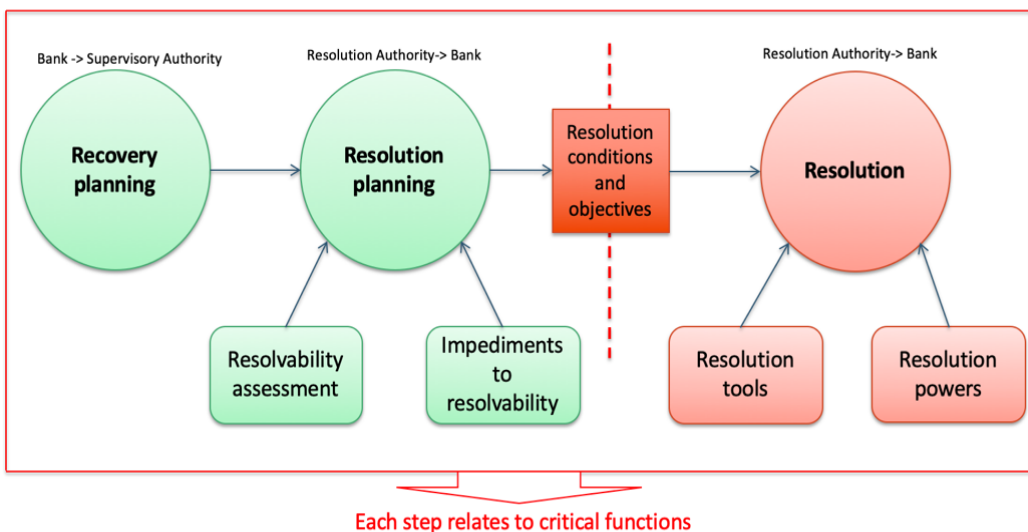 Bank -> Supervisory Authority
Resolution Authority-> Bank
Resolution Authority-> Bank
Recovery
planning
Resolution
planning
Resolution
conditions
and
objectives
Resolution
Resolvability
assessment
Impediments
to
resolvability
Resolution
tools
Resolution
powers
Each step relates to critical functions